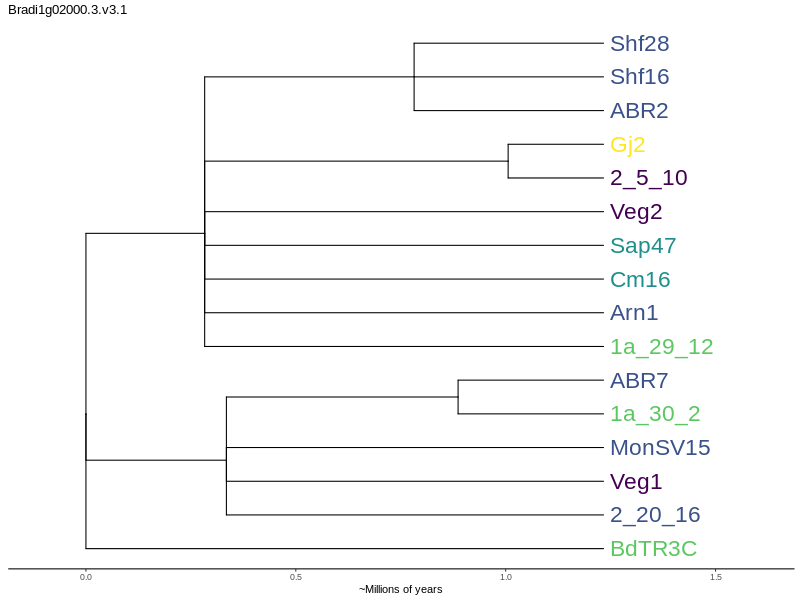 Bradi1g02000.3.v3.1
Shf28
Shf16
ABR2
Gj2
2_5_10
Veg2
Sap47
Cm16
Arn1
1a_29_12
ABR7
1a_30_2
MonSV15
Veg1
2_20_16
BdTR3C
0.0 0.5 1.0 1.5
~Millions of years